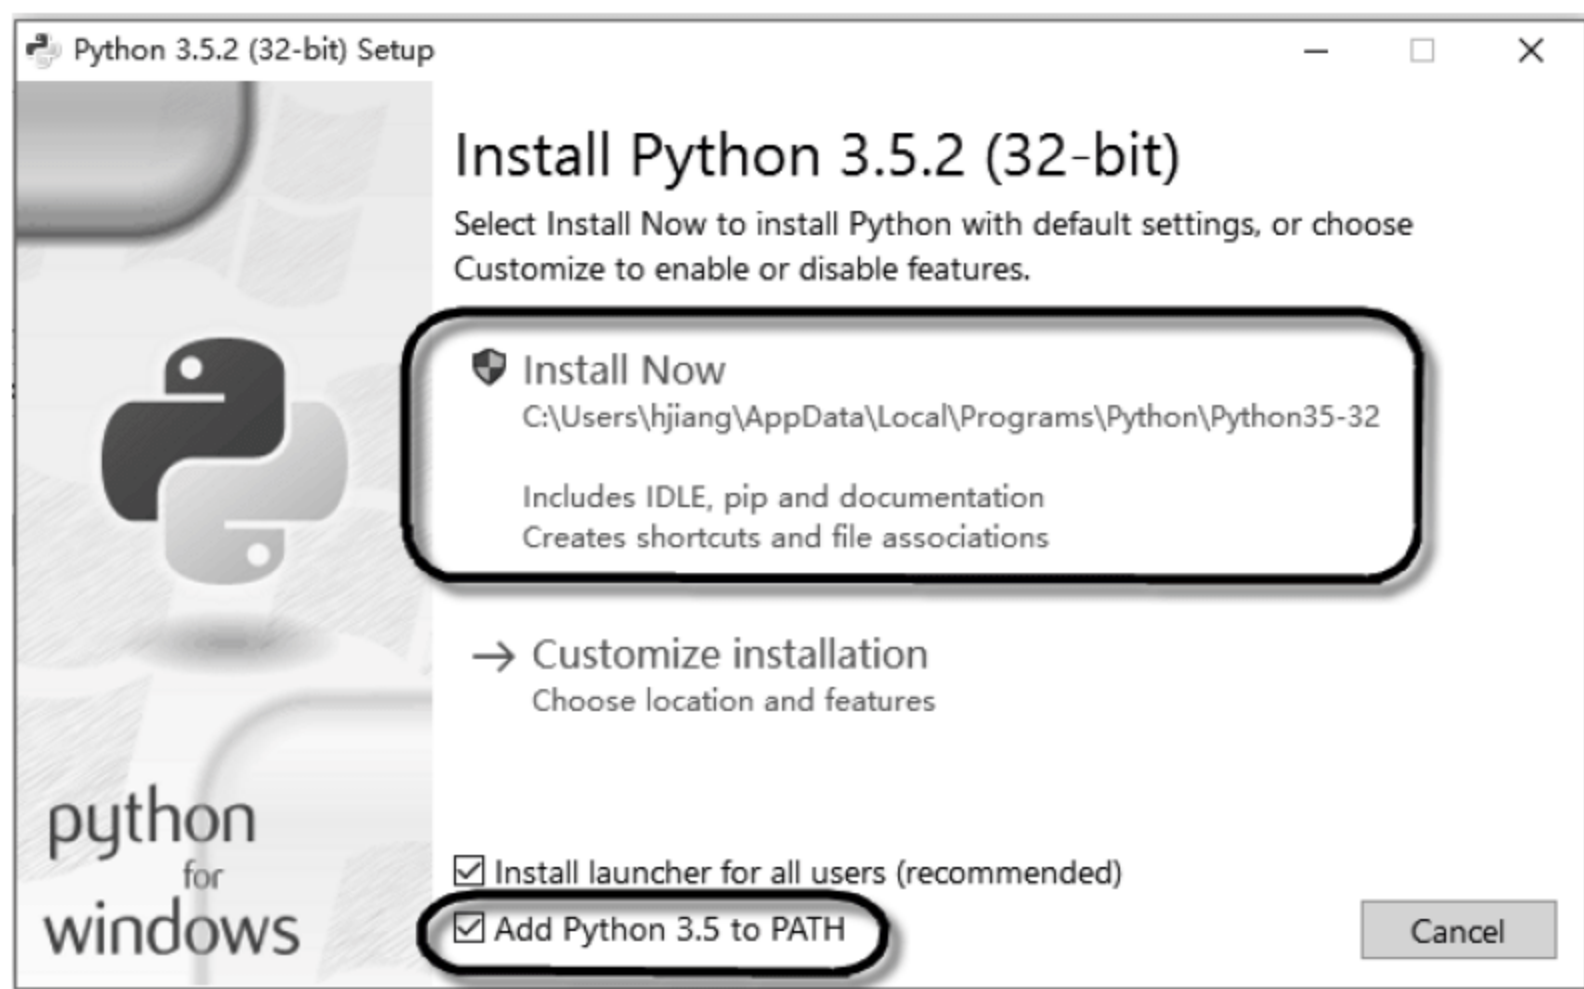 Python 3.5.2 (32-bit) Setup
Install Python 3.5.2 (32-bit)
Select Install Now to install Python with default settings, or choose
Customize to enable or disable features.
Install Now
C:\Users\hjiang\AppData\Local\Programs\Python\Python35-32
Includes IDLE, pip and documentation
Creates shortcuts and file associations
Customize installation
Choose location and features
python
for
windows
Install launcher for all users (recommended)
Add Python 3.5 to PATH
Cancel